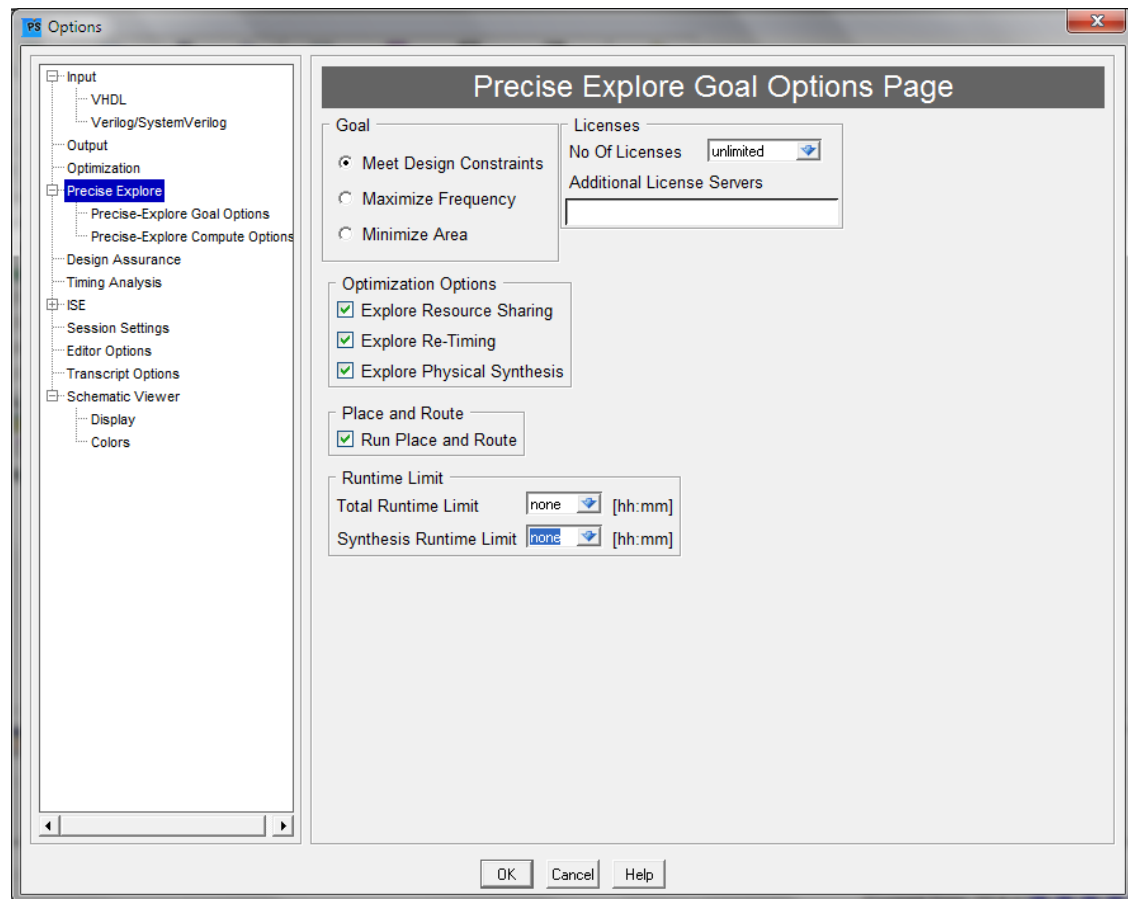 PS Options
Input
VHDL
Verilog/SystemVerilog
Output
Optimization
Precise Explore
Precise-Explore Goal Options
Precise-Explore Compute Options
Design Assurance
Timing Analysis
ISE
Session Settings
Editor Options
Transcript Options
Schematic Viewer
Display
Colors
Precise Explore Goal Options Page
Goal
Meet Design Constraints
Maximize Frequency
Minimize Area
Licenses
No Of Licenses unlimited
Additional License Servers
Optimization Options
Explore Resource Sharing
Explore Re-Timing
Explore Physical Synthesis
Place and Route
Run Place and Route
Runtime Limit
Total Runtime Limit none [hh:mm]
Synthesis Runtime Limit none [hh:mm]
OK Cancel Help